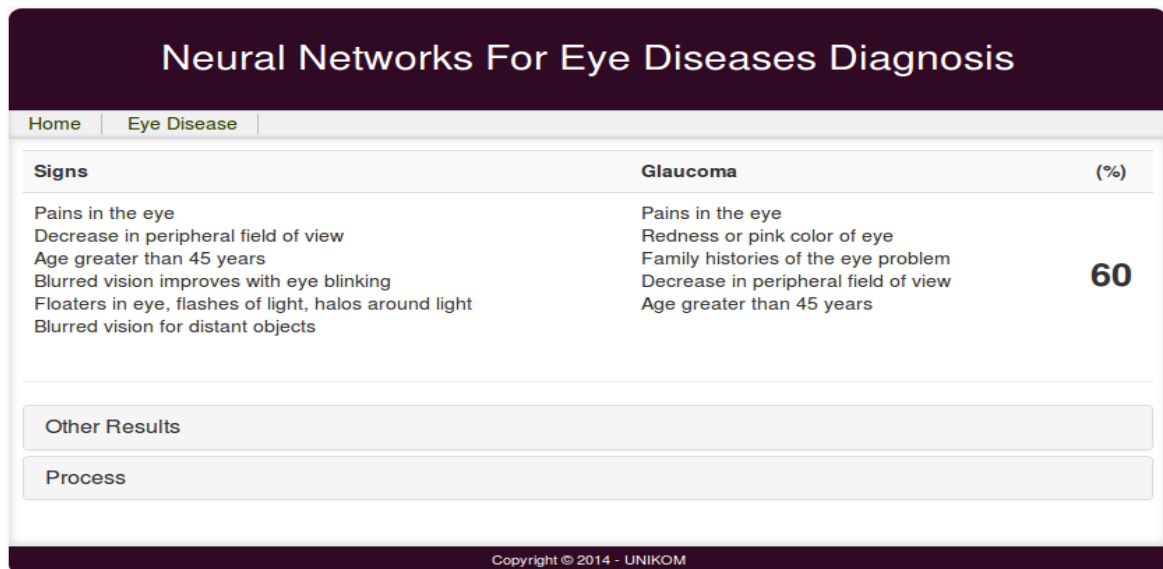 Neural Networks For Eye Diseases Diagnosis
Home Eye Disease
Signs Glaucoma (%)
Pains in the eye
Decrease in peripheral field of view
Age greater than 45 years
Blurred vision improves with eye blinking
Floaters in eye, flashes of light, halos around light
Blurred vision for distant objects
Pains in the eye
Redness or pink color of eye
Family histories of the eye problem
Decrease in peripheral field of view
Age greater than 45 years
60
Other Results
Process
Copyright © 2014 - UNIKOM